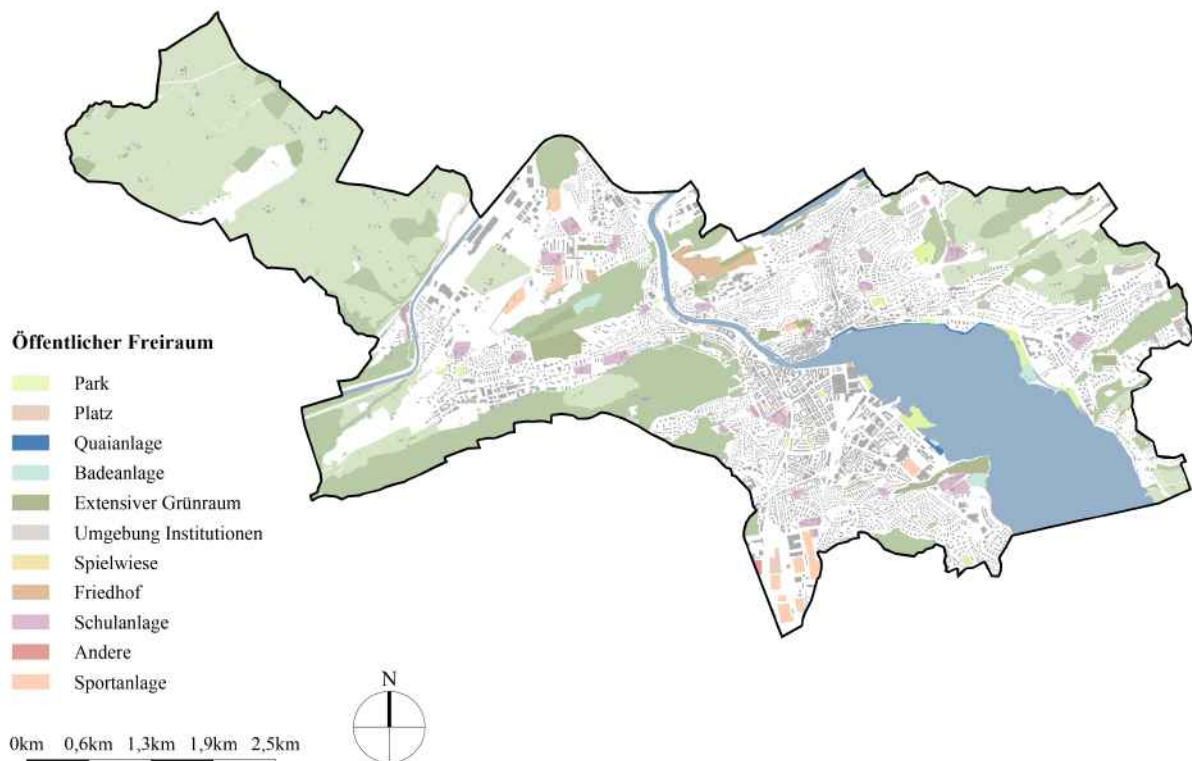 Öffentlicher Freiraum
Park
Platz
Quaianlage
Badeanlage
Extensiver Grünraum
Umgebung Institutionen
Spielwiese
Friedhof
Schulanlage
Andere
Sportanlage
N
0km 0,6km 1,3km 1,9km 2,5km